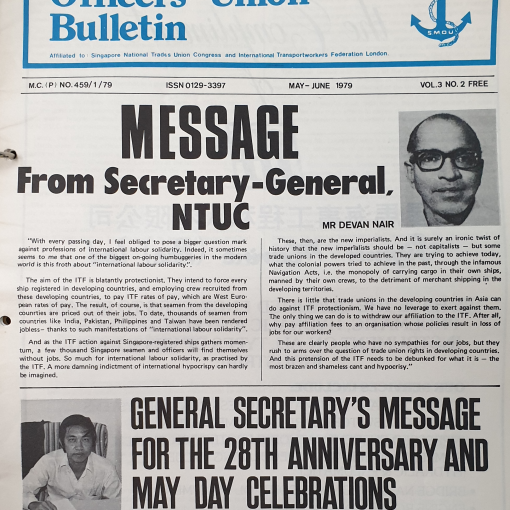 Officers' Union
Bulletin
SMOU
Affiliated to: Singapore National Trades Union Congress and International Transportworkers Federation London.
M.C. (P) NO. 459/1/79 ISSN 0129-3397 MAY-JUNE 1979 VOL.3 NO. 2 FREE
MESSAGE
From Secretary-General,
NTUC
MR DEVAN NAIR
"With every passing day, I feel obliged to pose a bigger question mark
against professions of international labour solidarity. Indeed, it sometimes
seems to me that one of the biggest on-going humbuggeries in the modern
world is this froth about "international labour solidarity:".
The aim of the ITF is blatantly protectionist. They intend to force every
ship registered in developing countries, and employing crew recruited from
these developing countries, to pay ITF rates of pay, which are West Euro-
pean rates of pay. The result, of course, is that seamen from the developing
countries are priced out of their jobs. To date, thousands of seamen from
countries like India, Pakistan, Philippines and Taiwan have been rendered
jobless— thanks to such manifestations of "international labour solidarity".
And as the ITF action against Singapore-registered ships gathers momen-
tum, a few thousand Singapore seamen and officers will find themselves
without jobs. So much for international labour solidarity, as practised by
the ITF. A more damning indictment of international hypocrispy can hardly
be imagined.
These, then, are the new imperialists. And it is surely an ironic twist of
history that the new imperialists should be — not capitalists — but some
trade unions in the developed countries. They are trying to achieve today,
what the colonial powers tried to achieve in the past, through the infamous
Navigation Acts, i.e, the monopoly of carrying cargo in their own ships,
manned by their own crews, to the detriment of merchant shipping in the
developing territories.
There is little that trade unions in the developing countries in Asia can
do against ITF protectionism. We have no leverage to exert against them.
The only thing we can do is to withdraw our affiliation to the ITF. After all,
why pay affiliation fees to an organisation whose policies result in loss of
jobs for our workers?
These are clearly people who have no sympathies for our jobs, but they
rush to arms over the question of trade union rights in developing countries.
And this pretension of the ITF needs to be debunked for what it is — the
most brazen and shameless cant and hypocrisy."
GENERAL SECRETARY'S MESSAGE
FOR THE 28TH ANNIVERSARY AND
MAY DAY CELEBRATIONS